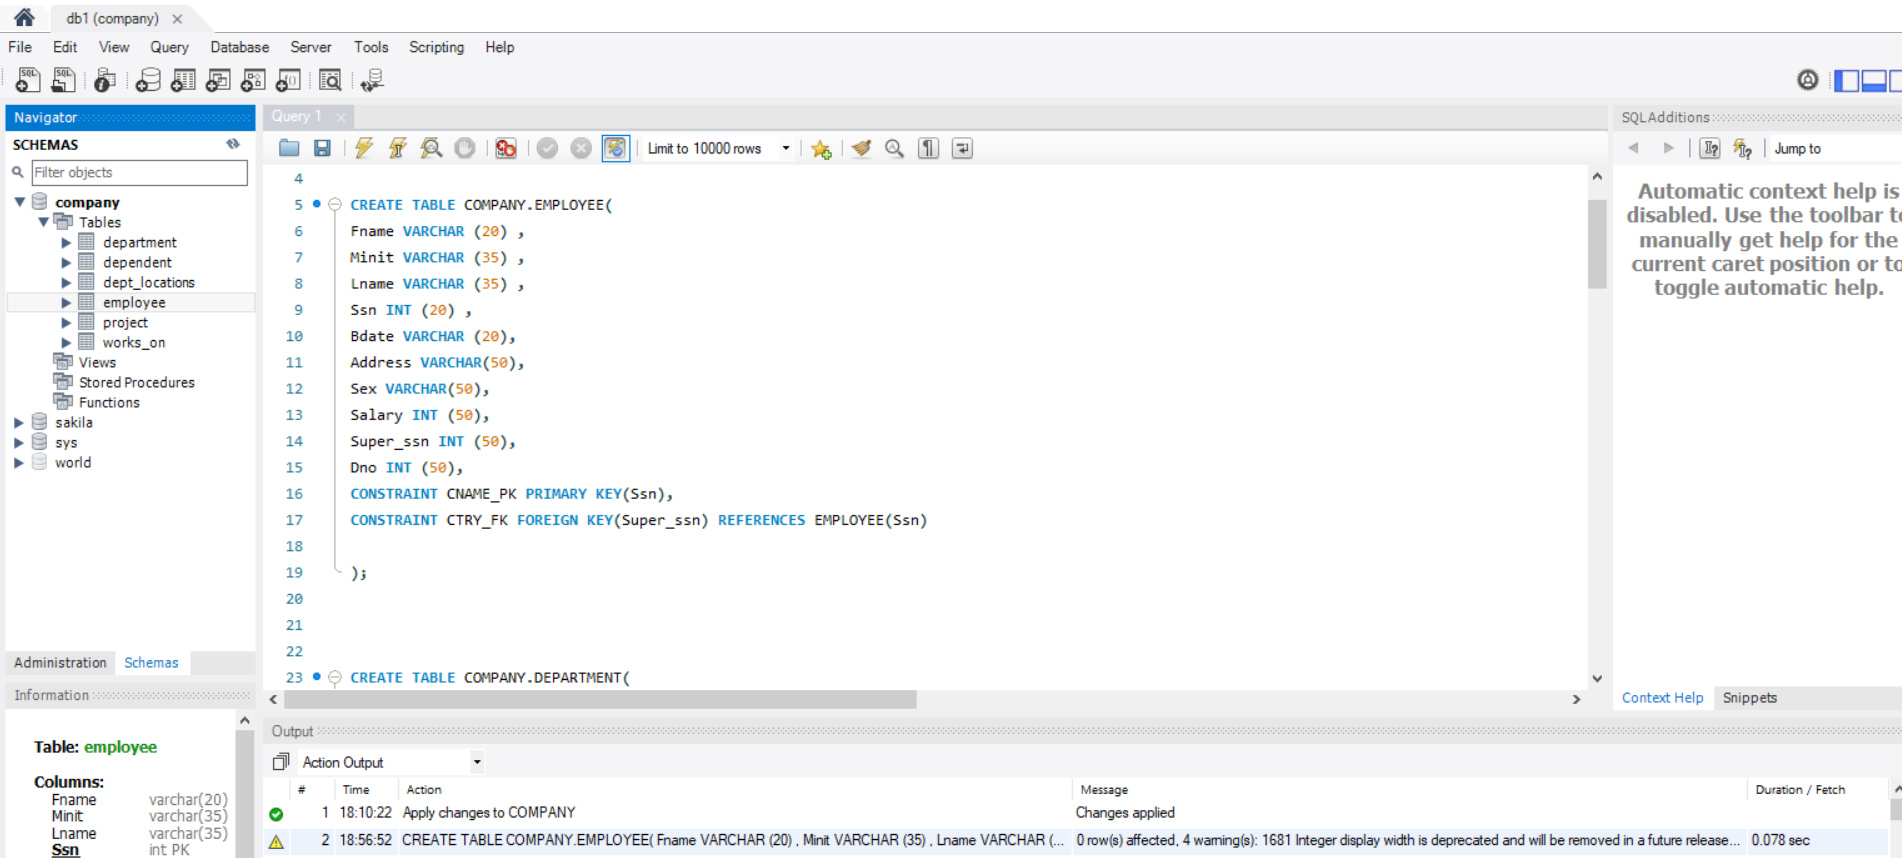 db1 (company) ×
File Edit View Query Database Server Tools Scripting Help
Navigator
SCHEMAS
Filter objects
company
Tables
department
dependent
dept_locations
employee
project
works_on
Views
Stored Procedures
Functions
sakila
sys
world
Administration Schemas
Information
Table: employee
Columns:
Fname varchar(20)
Minit varchar(35)
Lname varchar(35)
Ssn int PK
Query 1 ×
Limit to 10000 rows
4
5 CREATE TABLE COMPANY.EMPLOYEE(
6 Fname VARCHAR (20) ,
7 Minit VARCHAR (35) ,
8 Lname VARCHAR (35) ,
9 Ssn INT (20) ,
10 Bdate VARCHAR (20),
11 Address VARCHAR(50),
12 Sex VARCHAR(50),
13 Salary INT (50),
14 Super_ssn INT (50),
15 Dno INT (50),
16 CONSTRAINT CNAME_PK PRIMARY KEY(Ssn),
17 CONSTRAINT CTRY_FK FOREIGN KEY(Super_ssn) REFERENCES EMPLOYEE(Ssn)
18
19 );
20
21
22
23 CREATE TABLE COMPANY.DEPARTMENT(
SQLAdditions
Jump to
Automatic context help is
disabled. Use the toolbar to
manually get help for the
current caret position or to
toggle automatic help.
Context Help Snippets
Output
Action Output
# Time Action Message Duration / Fetch
1 18:10:22 Apply changes to COMPANY Changes applied
2 18:56:52 CREATE TABLE COMPANY.EMPLOYEE( Fname VARCHAR (20) , Minit VARCHAR (35) , Lname VARCHAR (... 0 row(s) affected, 4 warning(s): 1681 Integer display width is deprecated and will be removed in a future release... 0.078 sec